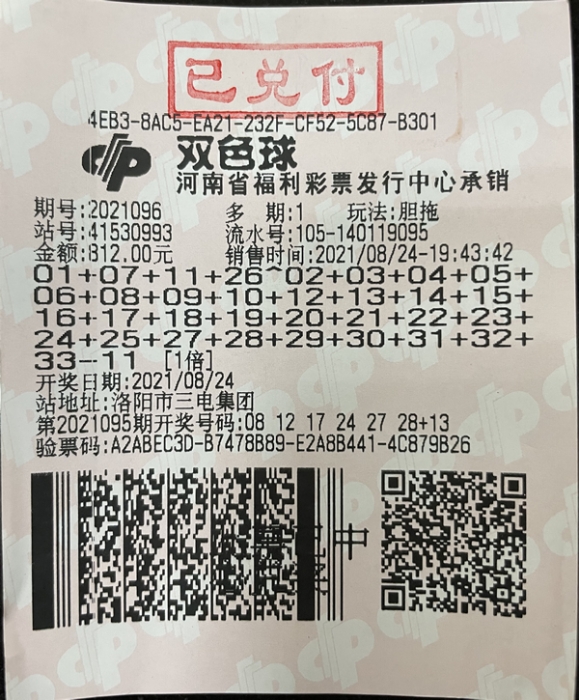 已兑付
4EB3-8AC5-EA21-232F-CF52-5C87-B301
双色球
河南省福利彩票发行中心承销
期号:2021096 多 期:1 玩法:胆拖
站号:41530993 流水号:105-140119095
金额:812.00元 销售时间:2021/08/24-19:43:42
01+07+11+26^02+03+04+05+
06+08+09+10+12+13+14+15+
16+17+18+19+20+21+22+23+
24+25+27+28+29+30+31+32+
33-11 [1倍]
开奖日期:2021/08/24
站地址:洛阳市三电集团
第2021095期开奖号码:08 12 17 24 27 28+13
验票码:A2ABEC3D-B7478B89-E2A8B441-4C879B26